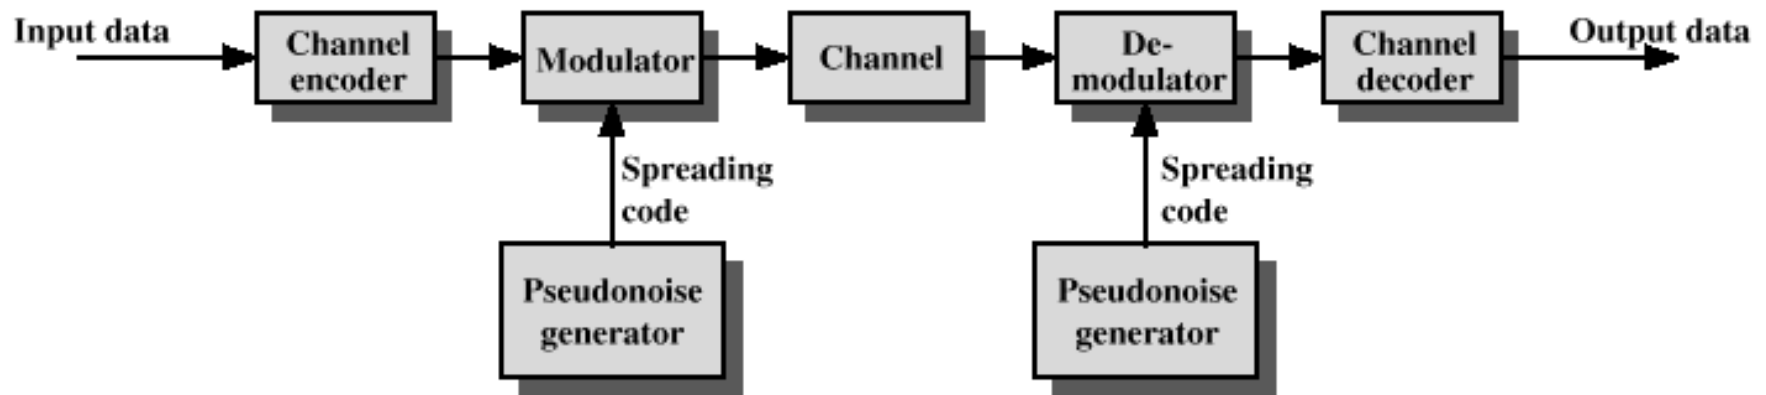 Input data
Channel
encoder
Modulator
Channel
De-
modulator
Channel
decoder
Output data
Spreading
code
Spreading
code
Pseudonoise
generator
Pseudonoise
generator